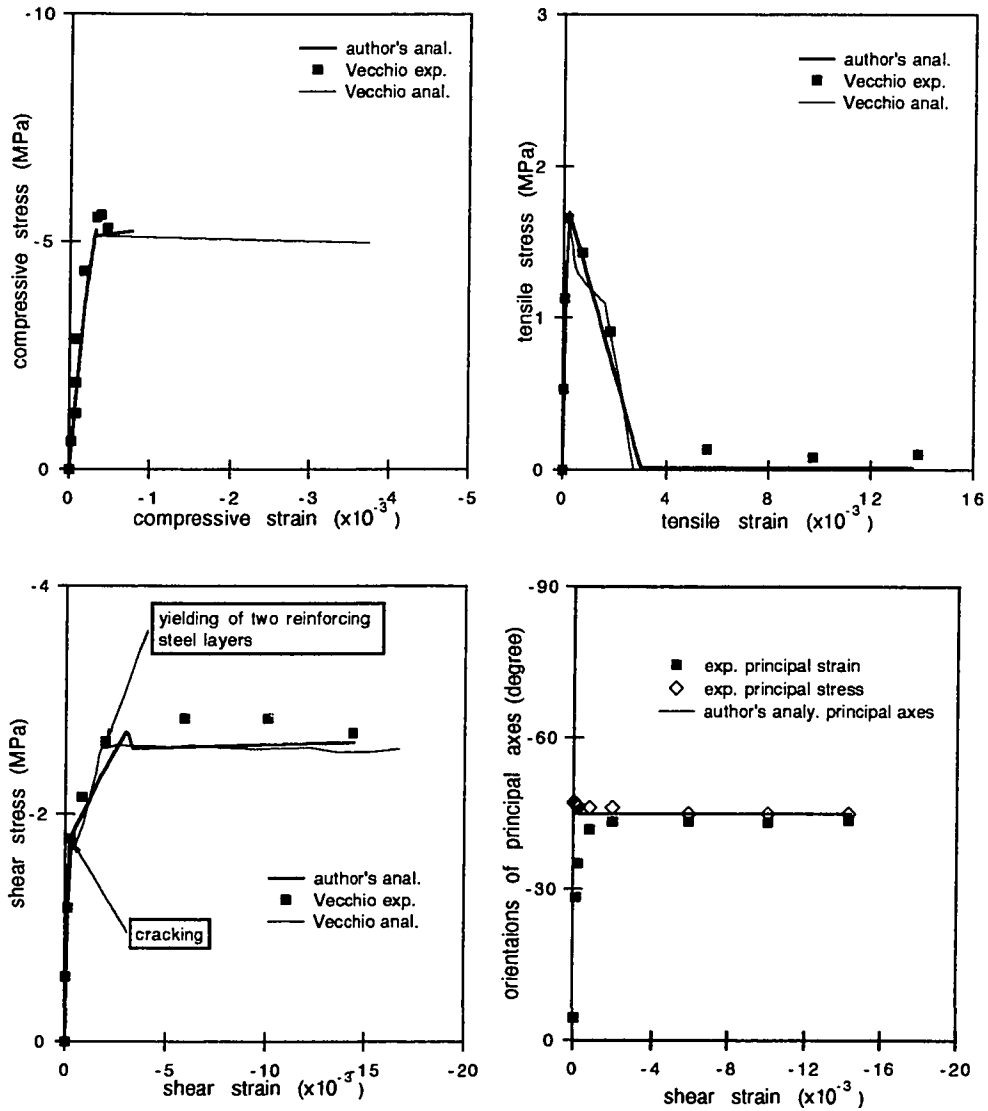 -10
author's anal.
Vecchio exp.
Vecchio anal.
compressive stress (MPa)
-5
0
0 -1 -2 -3 -4 -5
compressive strain (x10⁻³)
3
author's anal.
Vecchio exp.
Vecchio anal.
tensile stress (MPa)
2
1
0
0 4 8 12 16
tensile strain (x10⁻³)
-4
yielding of two reinforcing
steel layers
shear stress (MPa)
-2
author's anal.
Vecchio exp.
Vecchio anal.
cracking
0
0 -5 -10 -15 -20
shear strain (x10⁻³)
-90
exp. principal strain
exp. principal stress
author's analy. principal axes
orientaions of principal axes (degree)
-60
-30
0
0 -4 -8 -12 -16 -20
shear strain (x10⁻³)